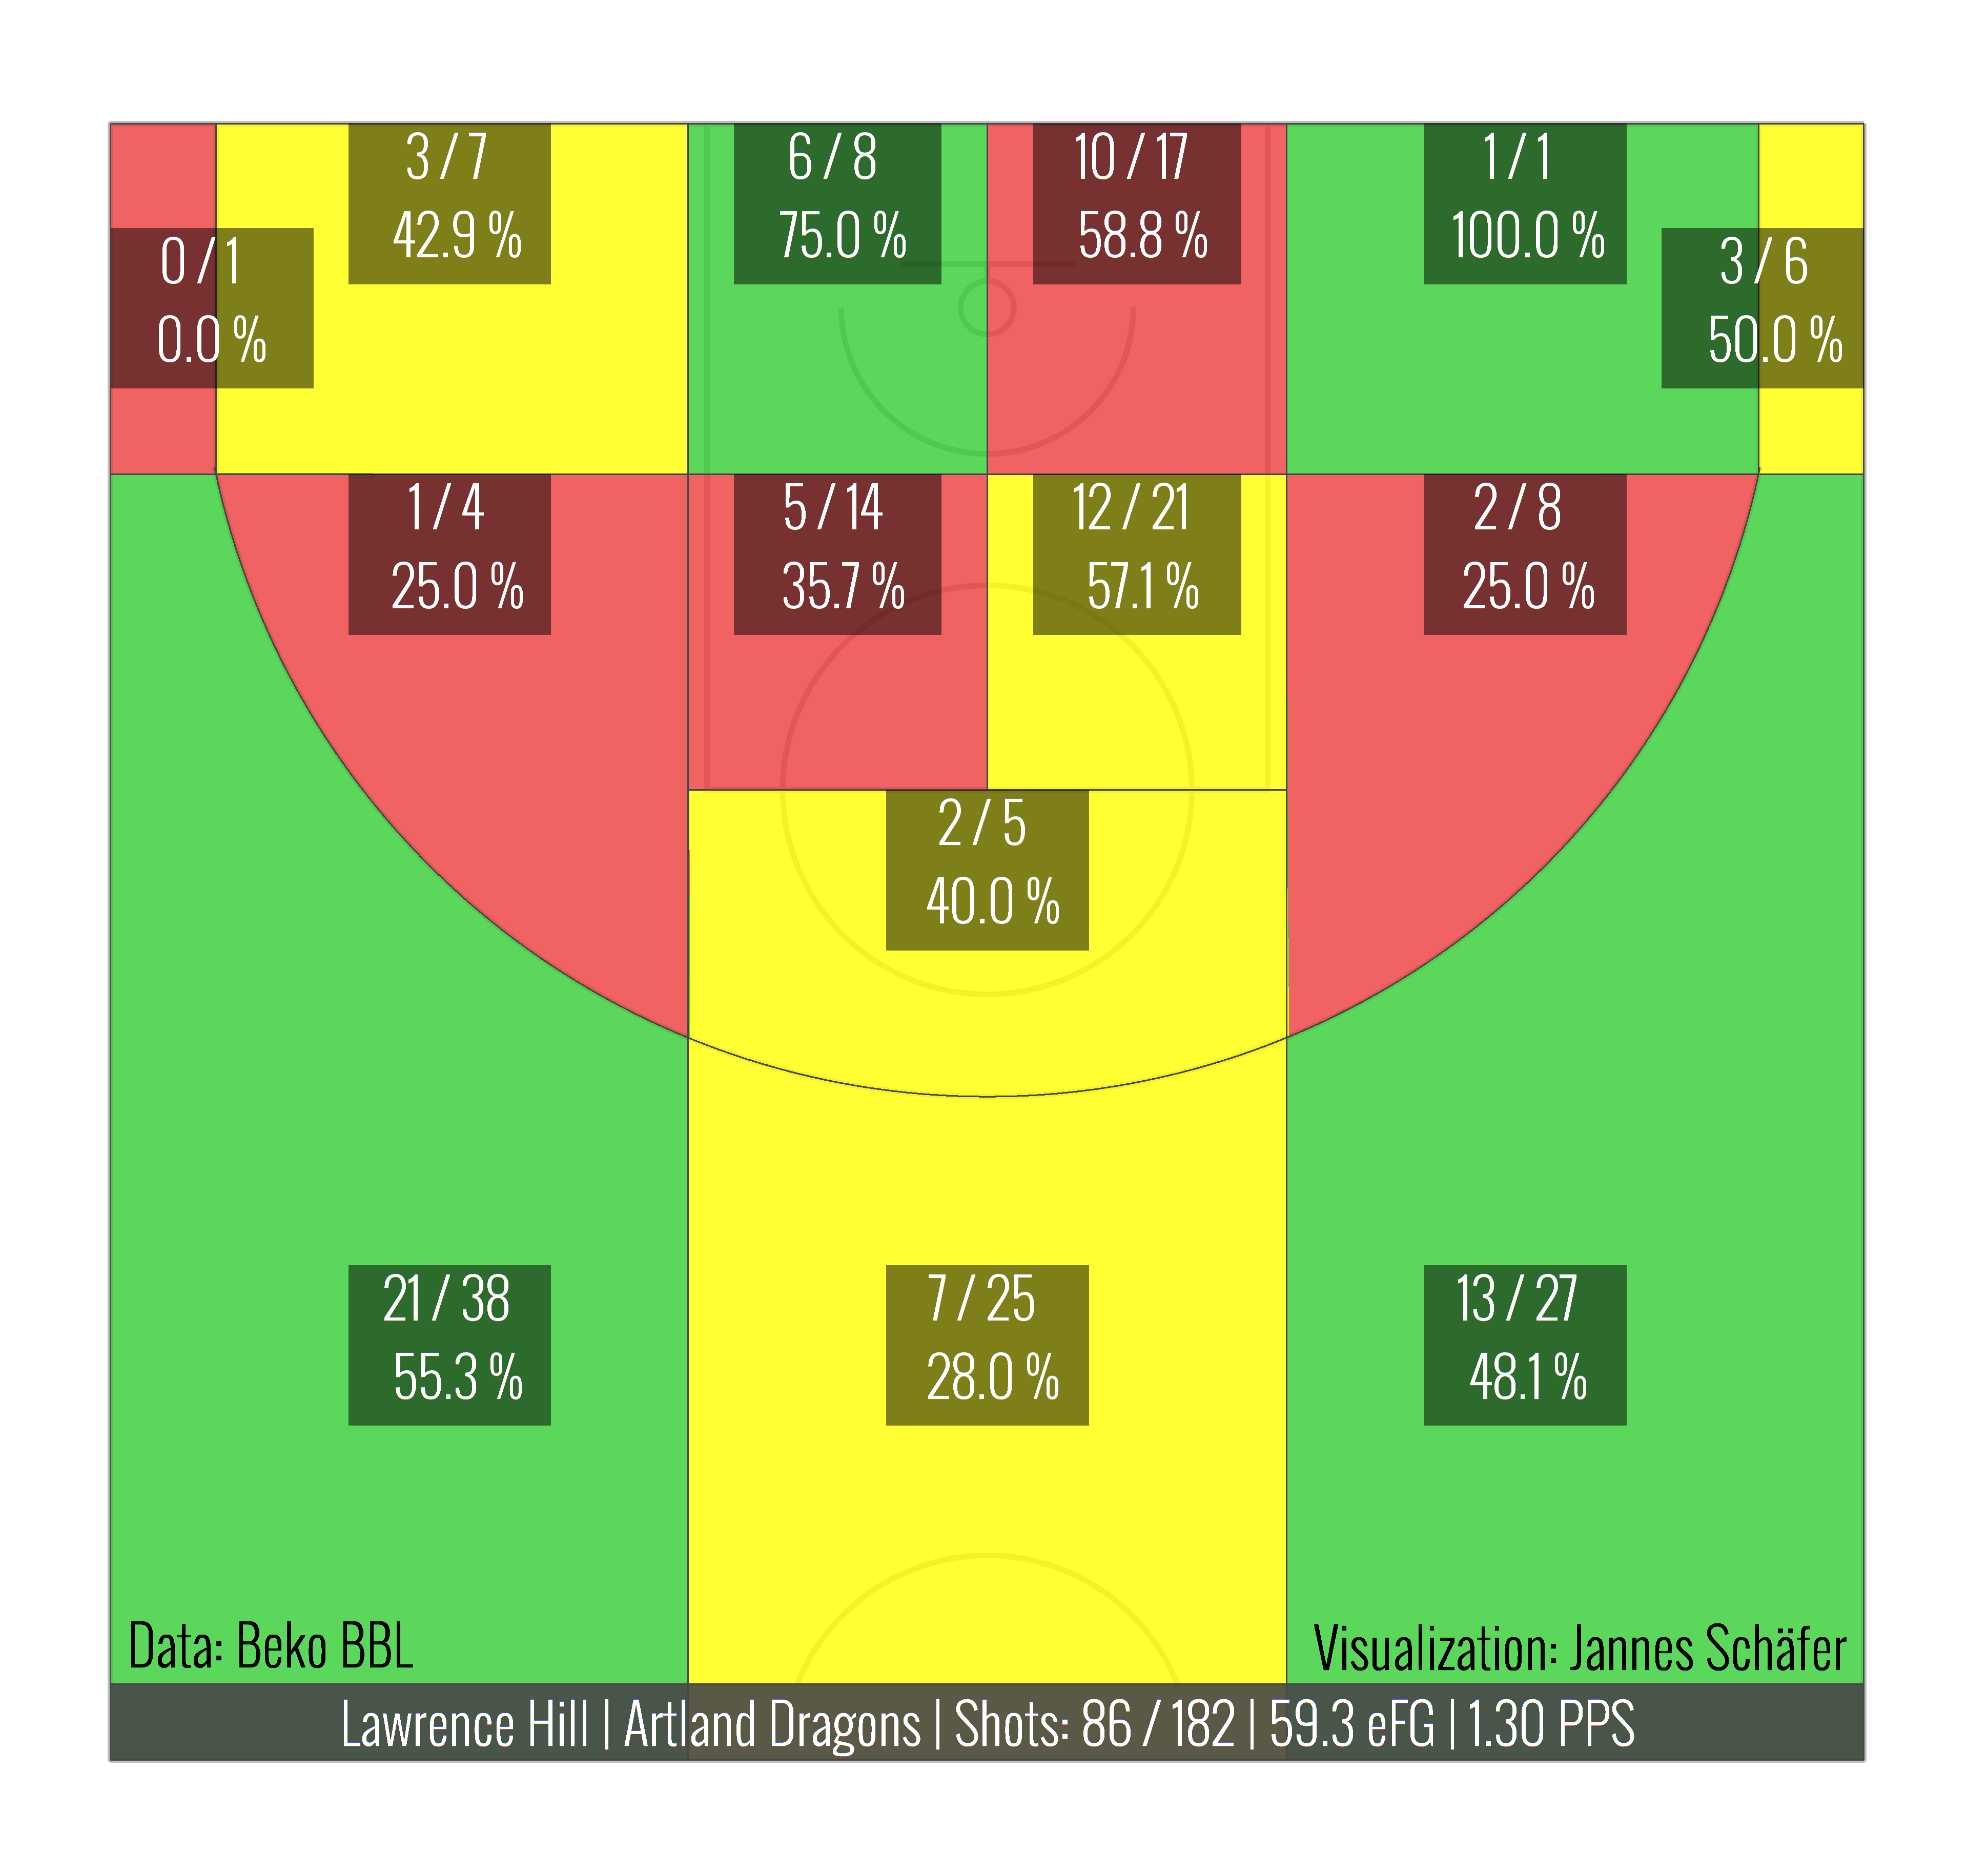 3 / 7
42.9 %
6 / 8
75.0 %
10 / 17
58.8 %
1 / 1
100.0 %
0 / 1
0.0 %
3 / 6
50.0 %
1 / 4
25.0 %
5 / 14
35.7 %
12 / 21
57.1 %
2 / 8
25.0 %
2 / 5
40.0 %
21 / 38
55.3 %
7 / 25
28.0 %
13 / 27
48.1 %
Data: Beko BBL
Visualization: Jannes Schäfer
Lawrence Hill | Artland Dragons | Shots: 86 / 182 | 59.3 eFG | 1.30 PPS